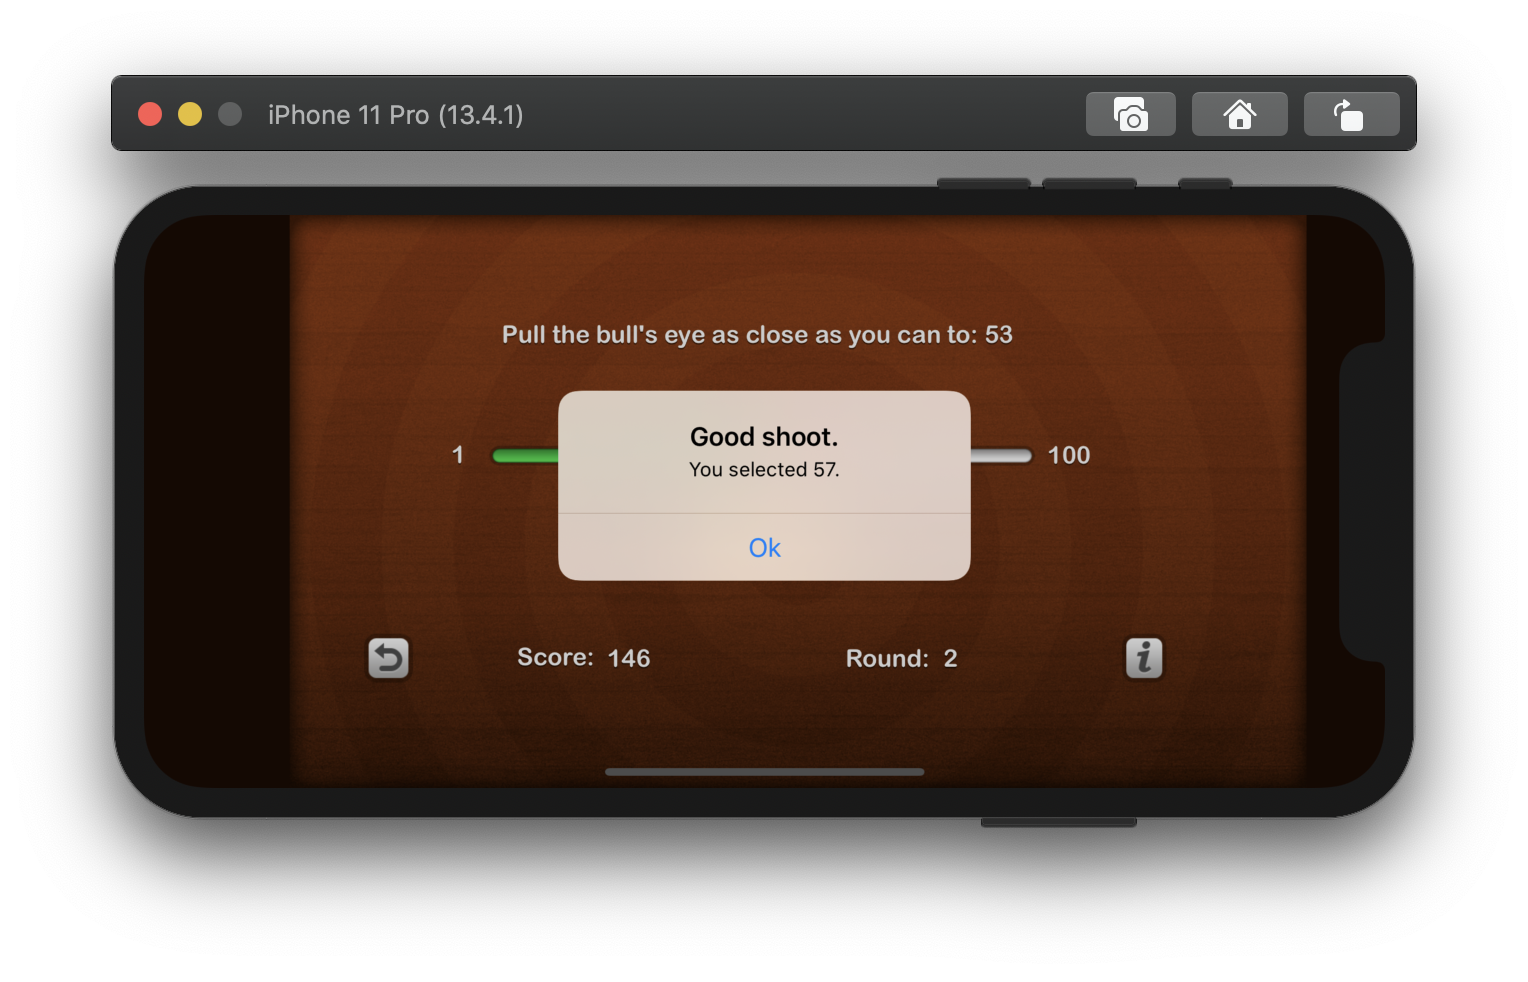 iPhone 11 Pro (13.4.1)
Pull the bull's eye as close as you can to: 53
1
100
Good shoot.
You selected 57.
Ok
Score: 146
Round: 2
i